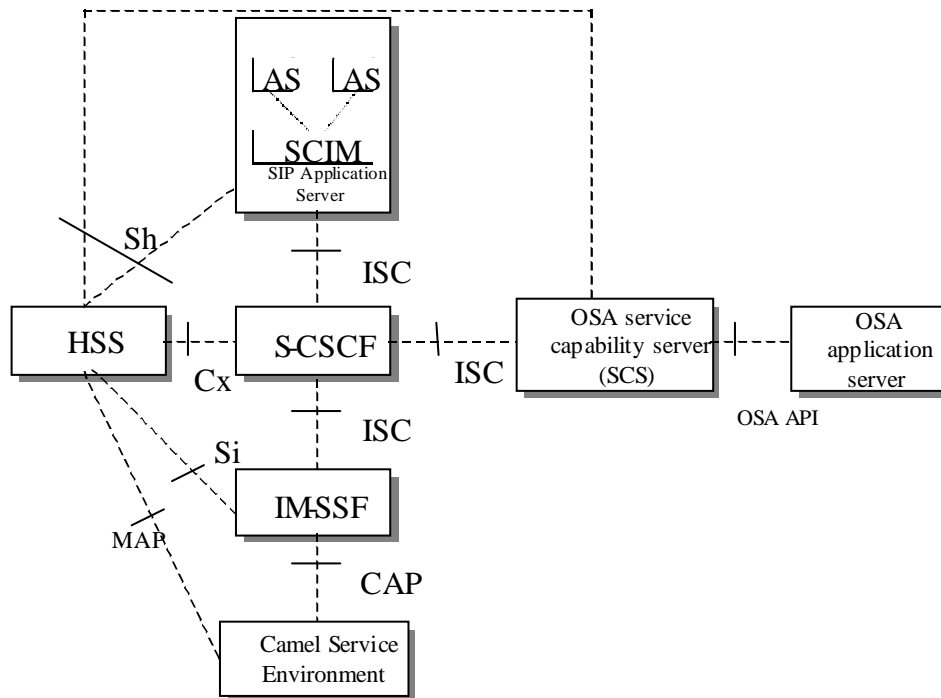 AS AS
SCIM
SIP Application
Server
Sh
ISC
HSS
S-CSCF
OSA service
capability server
(SCS)
OSA
application
server
Cx
ISC
OSA API
ISC
Si
IM-SSF
MAP
CAP
Camel Service
Environment